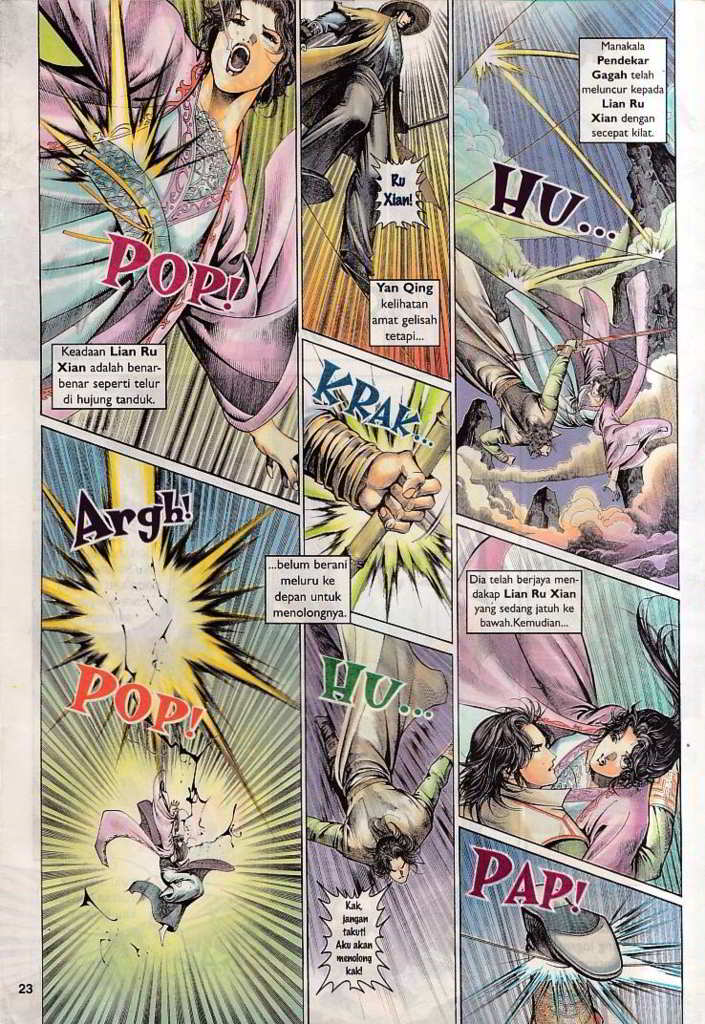 POP!
Keadaan Lian Ru
Xian adalah benar-
benar seperti telur
di hujung tanduk.
Argh!
POP!
Ru
Xian!
Yan Qing
kelihatan
amat gelisah
tetapi...
KRAK...
...belum berani
meluru ke
depan untuk
menolongnya.
HU...
Kak,
jangan
takut!
Aku akan
menolong
kak!
Manakala
Pendekar
Gagah telah
meluncur kepada
Lian Ru
Xian dengan
secepat kilat.
HU...
Dia telah berjaya men-
dakap Lian Ru Xian
yang sedang jatuh ke
bawah.Kemudian...
PAP!
23